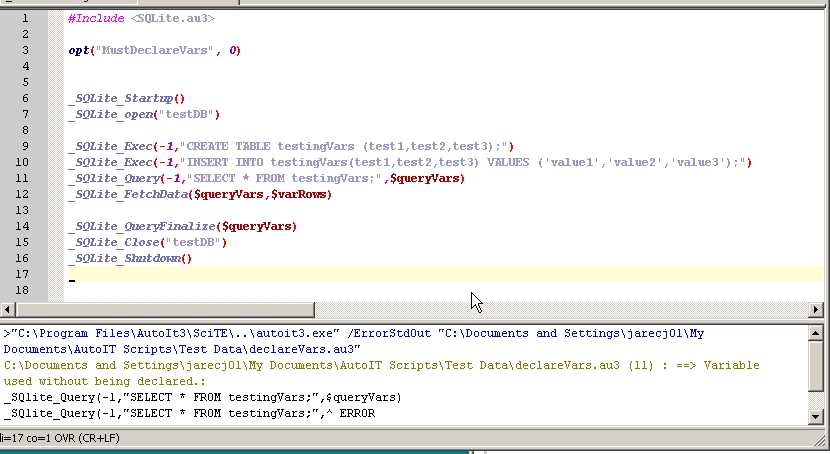 1 #Include <SQLite.au3>
2
3 opt("MustDeclareVars", 0)
4
5
6 _SQLite_Startup()
7 _SQLite_open("testDB")
8
9 _SQLite_Exec(-1,"CREATE TABLE testingVars (test1,test2,test3);")
10 _SQlite_Exec(-1,"INSERT INTO testingVars(test1,test2,test3) VALUES ('value1','value2','value3');")
11 _SQlite_Query(-1,"SELECT * FROM testingVars;",$queryVars)
12 _SQLite_FetchData($queryVars,$varRows)
13
14 _SQLite_QueryFinalize($queryVars)
15 _SQLite_Close("testDB")
16 _SQLite_Shutdown()
17
18
>"C:\Program Files\AutoIt3\SciTE\..\autoit3.exe" /ErrorStdOut "C:\Documents and Settings\jarecj01\My
Documents\AutoIT Scripts\Test Data\declareVars.au3"
C:\Documents and Settings\jarecj01\My Documents\AutoIT Scripts\Test Data\declareVars.au3 (11) : ==> Variable
used without being declared.:
_SQlite_Query(-1,"SELECT * FROM testingVars;",$queryVars)
_SQlite_Query(-1,"SELECT * FROM testingVars;",^ ERROR
li=17 co=1 OVR (CR+LF)